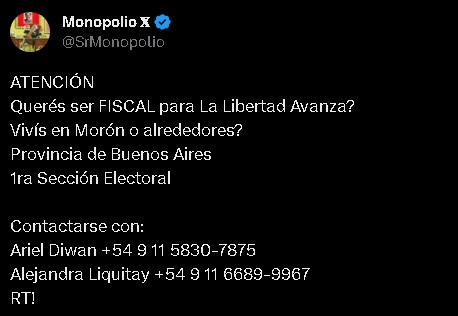 Monopolio X
@SrMonopolio
ATENCIÓN
Querés ser FISCAL para La Libertad Avanza?
Vivís en Morón o alrededores?
Provincia de Buenos Aires
1ra Sección Electoral
Contactarse con:
Ariel Diwan +54 9 11 5830-7875
Alejandra Liquitay +54 9 11 6689-9967
RT!